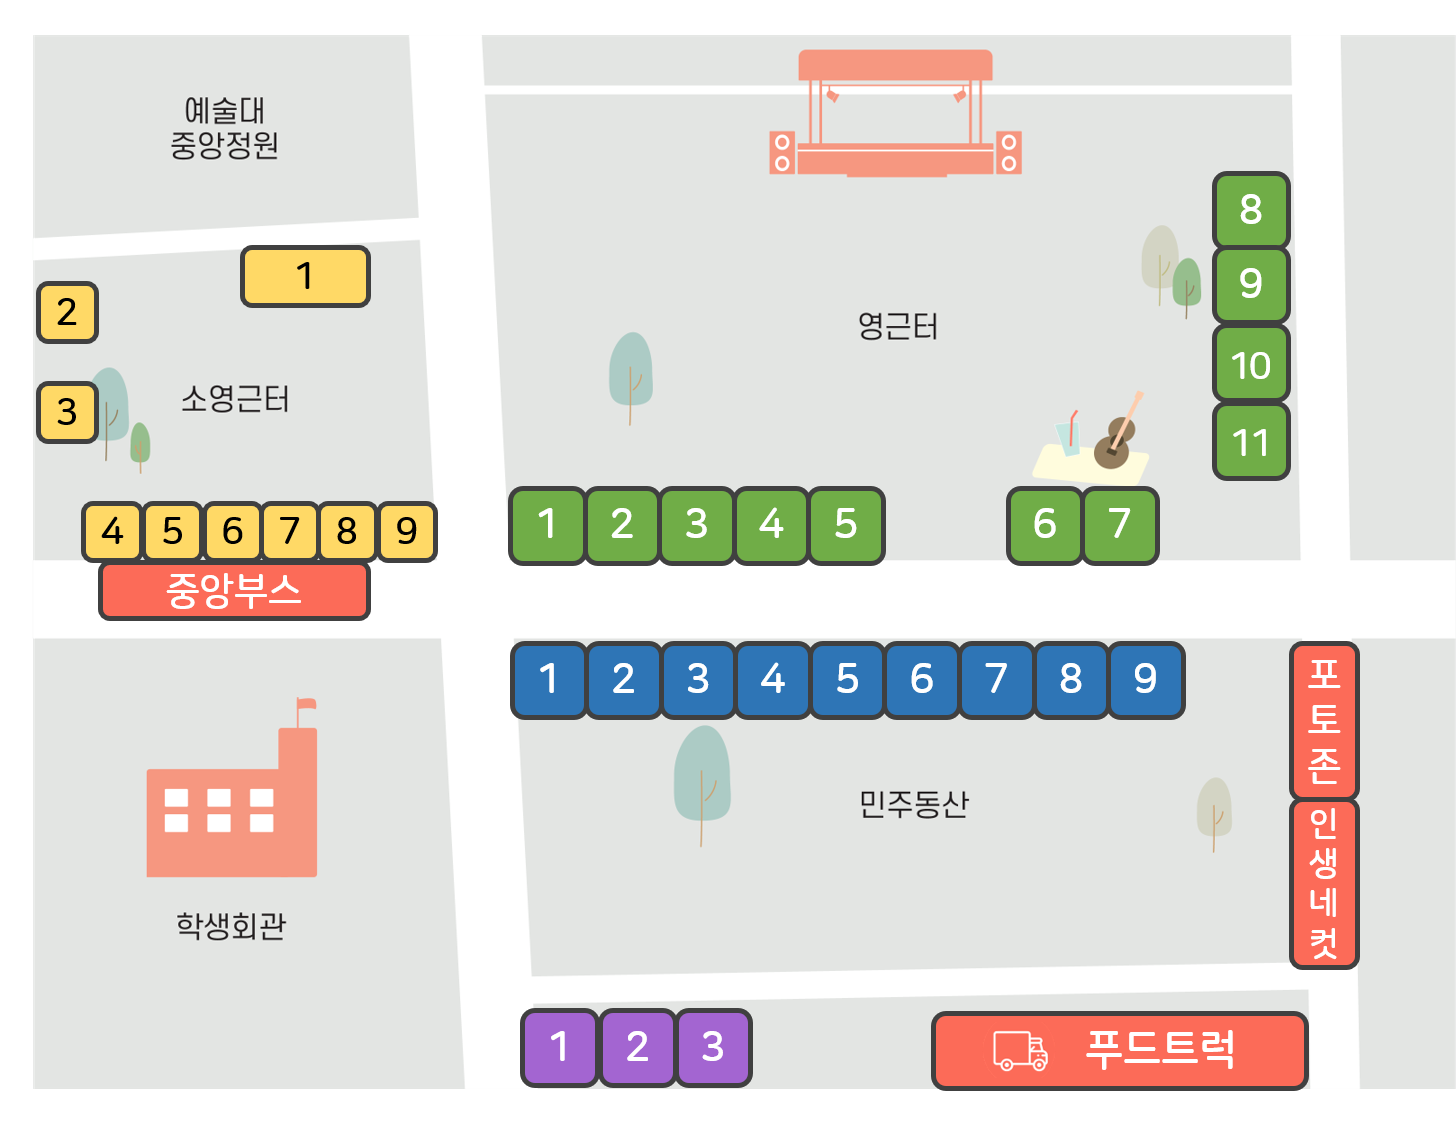 예술대
중앙정원
1
2
3
소영근터
4 5 6 7 8 9
중앙부스
영근터
8
9
10
11
1 2 3 4 5
6 7
1 2 3 4 5 6 7 8 9
민주동산
포
토
존
인
생
네
컷
학생회관
1 2 3
푸드트럭